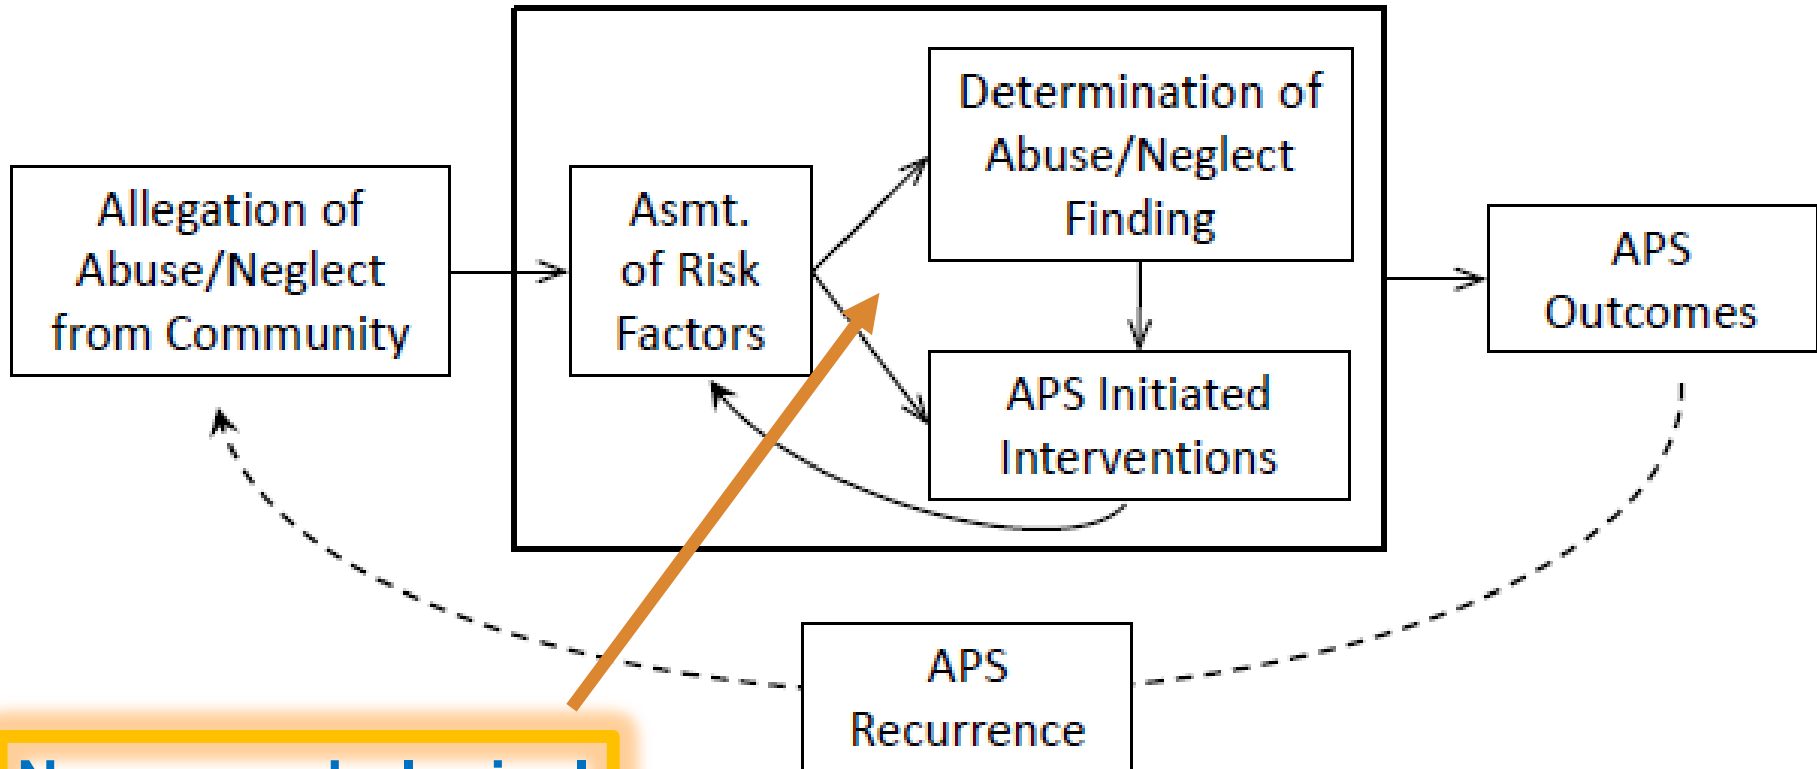 Allegation of
Abuse/Neglect
from Community
Asmt.
of Risk
Factors
Determination of
Abuse/Neglect
Finding
APS Initiated
Interventions
APS
Outcomes
APS
Recurrence